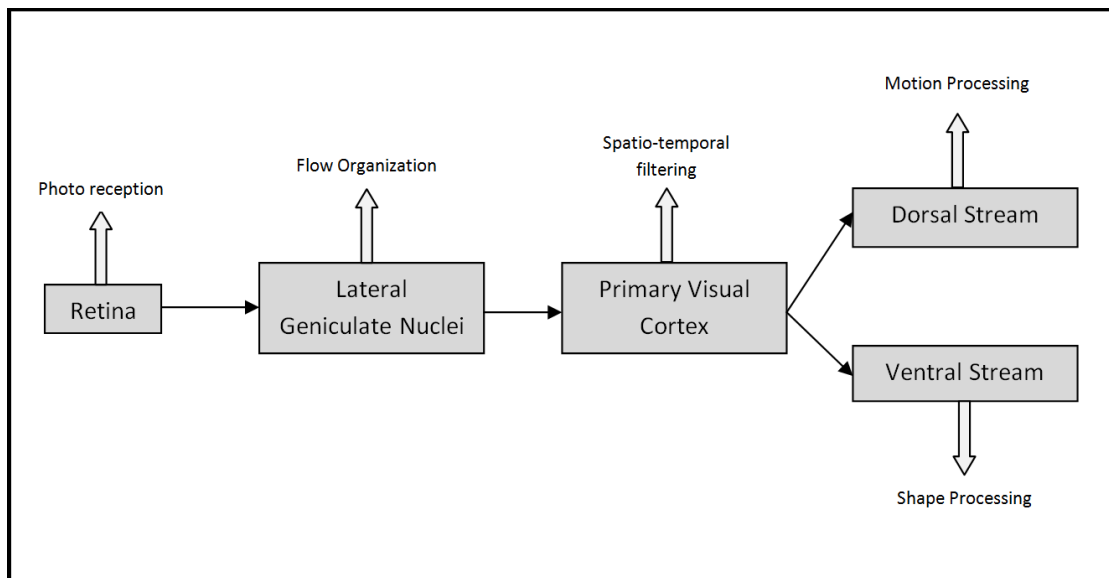 Motion Processing
Spatio-temporal
filtering
Flow Organization
Photo reception
Dorsal Stream
Lateral
Geniculate Nuclei
Primary Visual
Cortex
Retina
Ventral Stream
Shape Processing